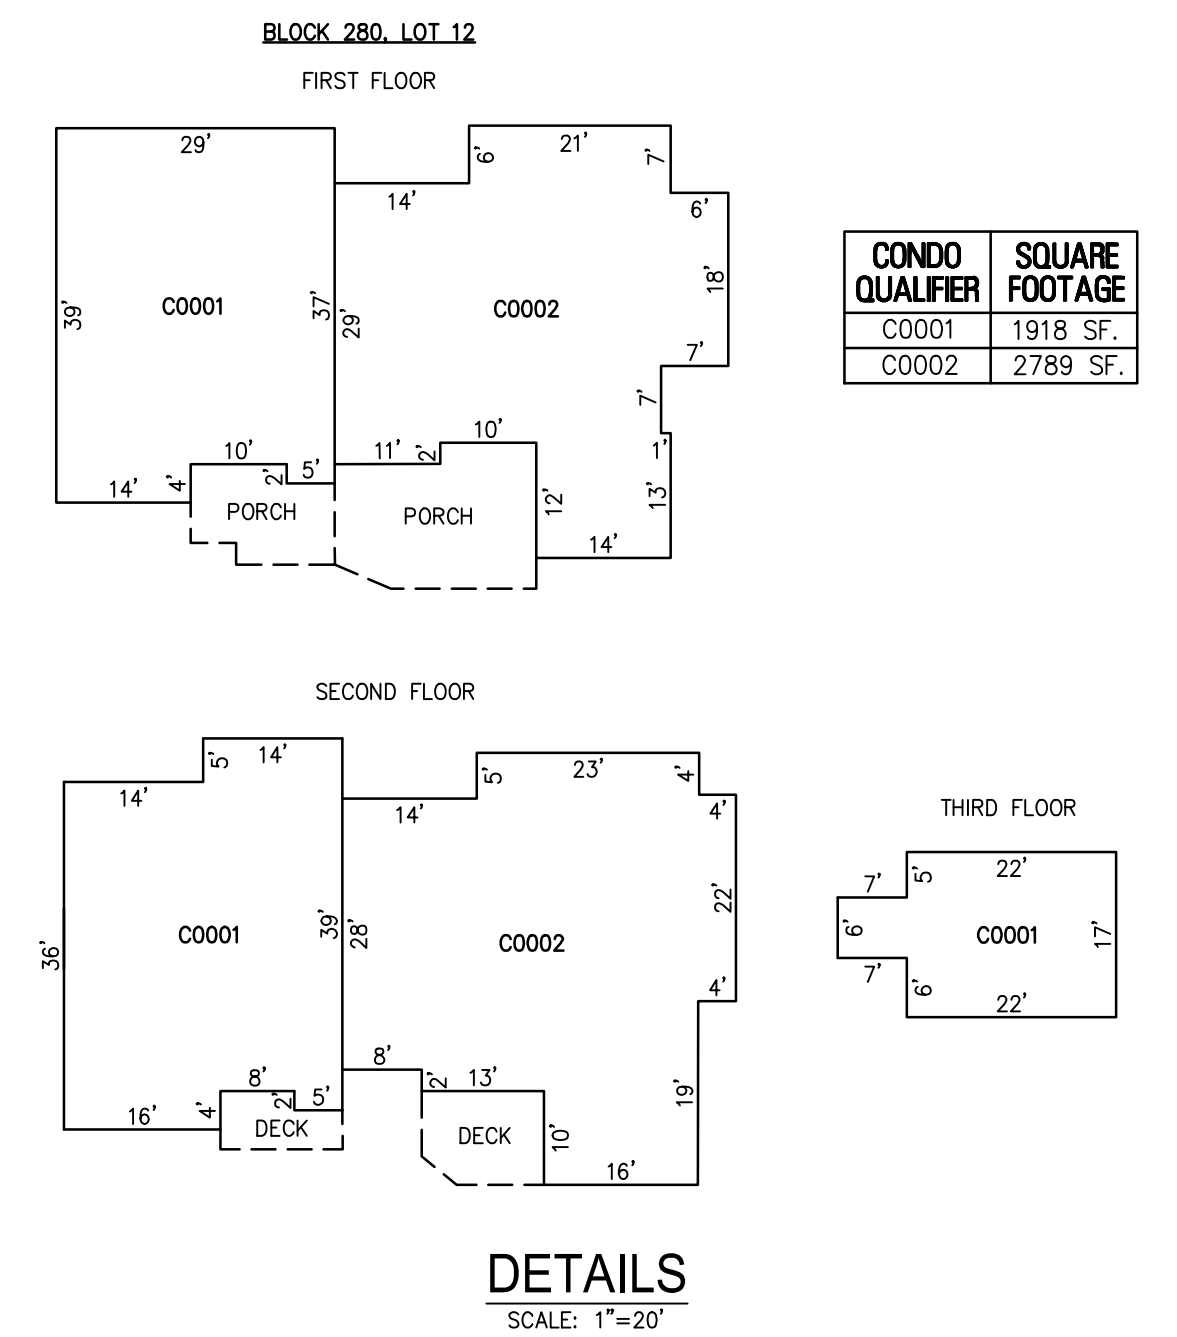 BLOCK 280, LOT 12
FIRST FLOOR
29'
6'
21'
7'
14'
6'
39'
C0001
37'
29'
C0002
18'
7'
7'
10'
11'
2'
10'
1'
14'
4'
2'
5'
PORCH
PORCH
12'
13'
14'
CONDO QUALIFIER
SQUARE FOOTAGE
C0001 1918 SF.
C0002 2789 SF.
SECOND FLOOR
5'
14'
14'
14'
5'
23'
4'
4'
36'
C0001
39'
28'
C0002
22'
4'
8'
8'
2'
13'
16'
4'
2'
5'
DECK
DECK
10'
19'
16'
THIRD FLOOR
22'
7'
5'
6'
C0001
17'
7'
6'
22'
DETAILS
SCALE: 1"=20'